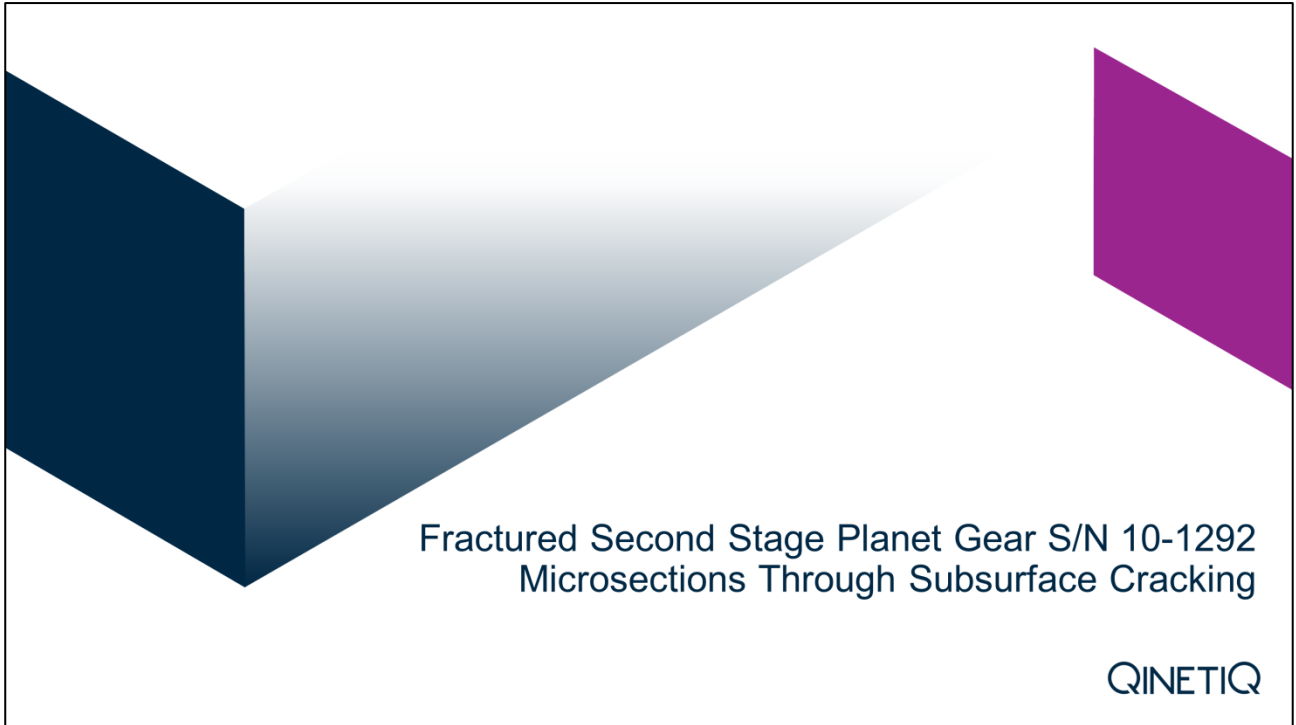 Fractured Second Stage Planet Gear S/N 10-1292
Microsections Through Subsurface Cracking
QINETIQ